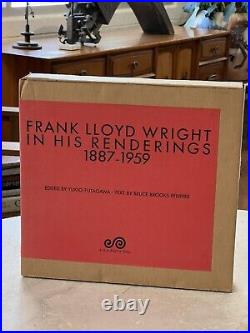 FRANK LLOYD WRIGHT
IN HIS RENDERINGS
1887-1959
EDITED BY YUKIO FUTAGAWA · TEXT BY BRUCE BROOKS PFEIFFER